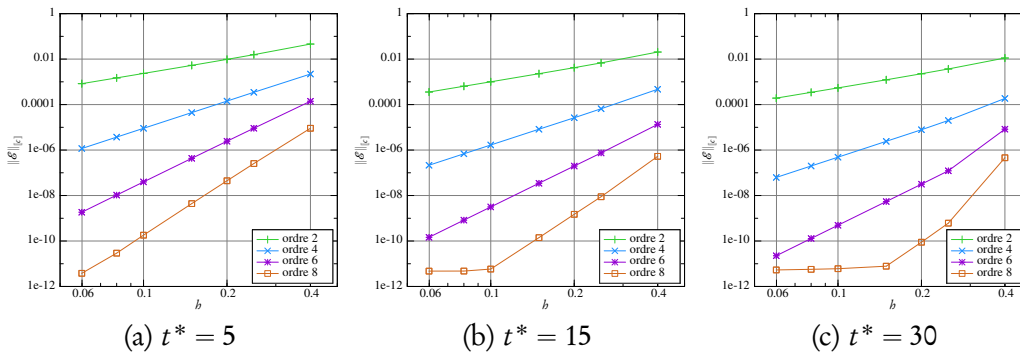 1
0.01
0.0001
1e-06
1e-08
1e-10
1e-12
‖ℰ‖[c]
0.06
0.1
0.2
0.4
h
ordre 2
ordre 4
ordre 6
ordre 8
(a) t* = 5
1
0.01
0.0001
1e-06
1e-08
1e-10
1e-12
‖ℰ‖[c]
0.06
0.1
0.2
0.4
h
ordre 2
ordre 4
ordre 6
ordre 8
(b) t* = 15
1
0.01
0.0001
1e-06
1e-08
1e-10
1e-12
‖ℰ‖[c]
0.06
0.1
0.2
0.4
h
ordre 2
ordre 4
ordre 6
ordre 8
(c) t* = 30